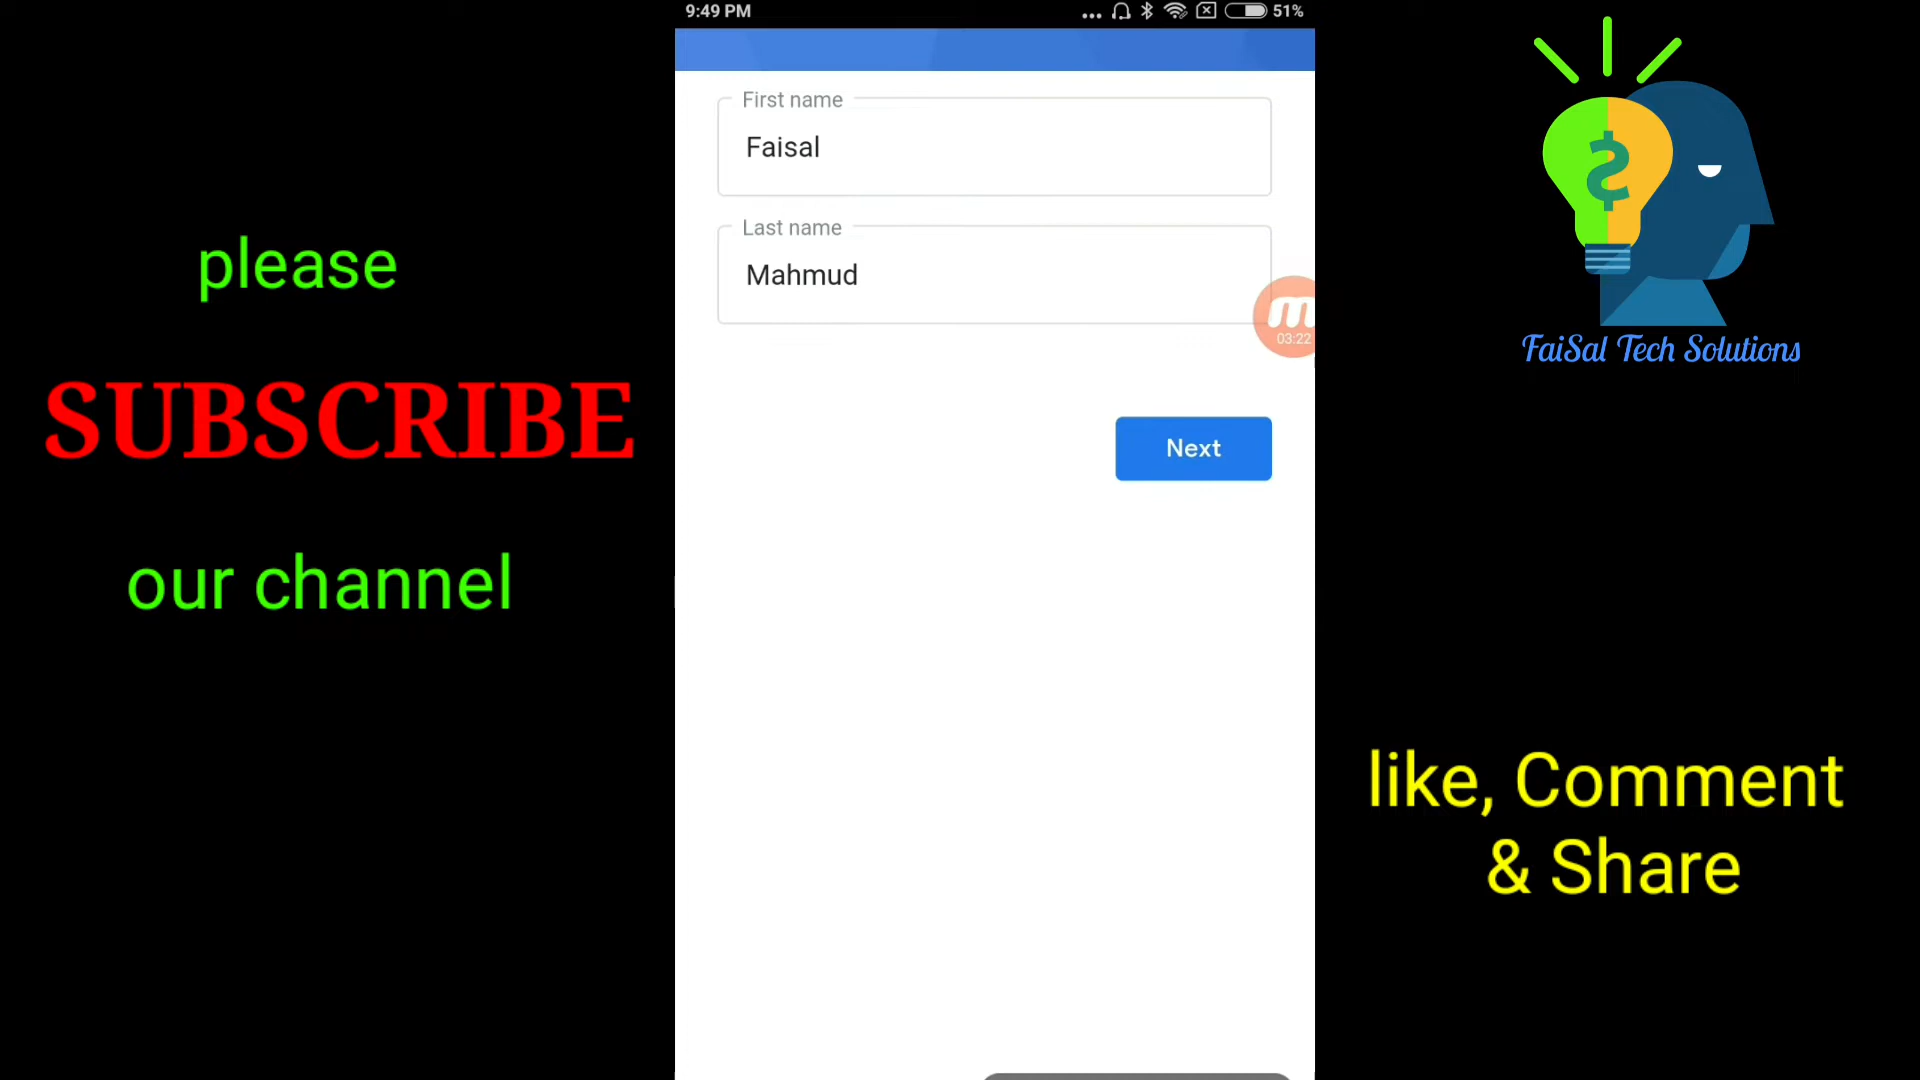 9:49 PM
51%
First name
Faisal
Last name
Mahmud
03:22
Next
please
SUBSCRIBE
our channel
FaiSal Tech Solutions
like, Comment
& Share